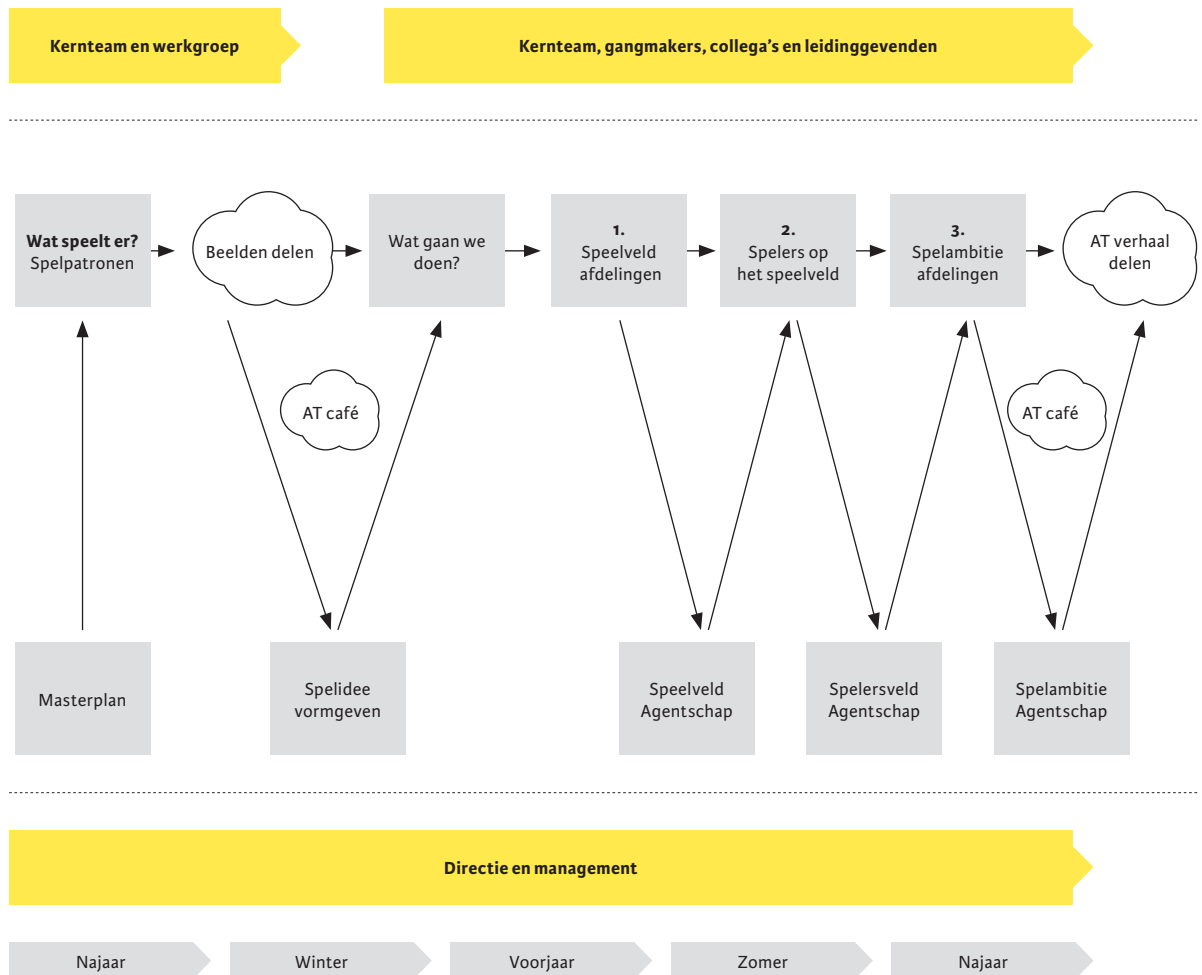 Kernteam en werkgroep
Kernteam, gangmakers, collega's en leidinggevenden
Wat speelt er?
Spelpatronen
Beelden delen
Wat gaan we
doen?
1.
Speelveld
afdelingen
2.
Spelers op
het speelveld
3.
Spelambitie
afdelingen
AT verhaal
delen
AT café
AT café
Masterplan
Spelidee
vormgeven
Speelveld
Agentschap
Spelersveld
Agentschap
Spelambitie
Agentschap
Directie en management
Najaar
Winter
Voorjaar
Zomer
Najaar